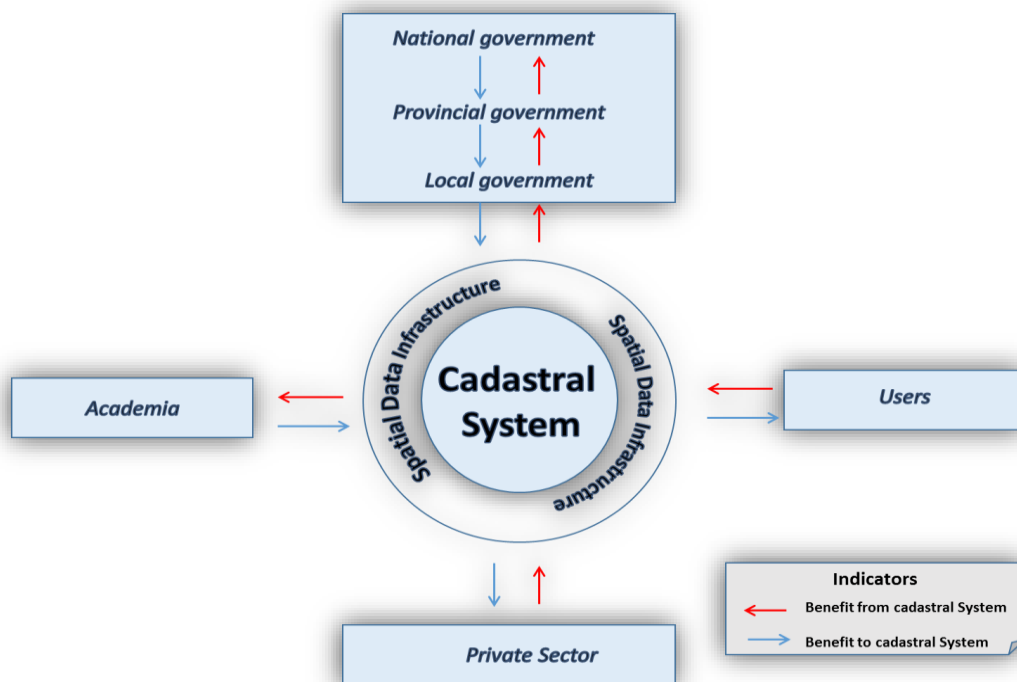 National government
Provincial government
Local government
Spatial Data Infrastructure
Spatial Data Infrastructure
Cadastral
System
Academia
Users
Private Sector
Indicators
Benefit from cadastral System
Benefit to cadastral System